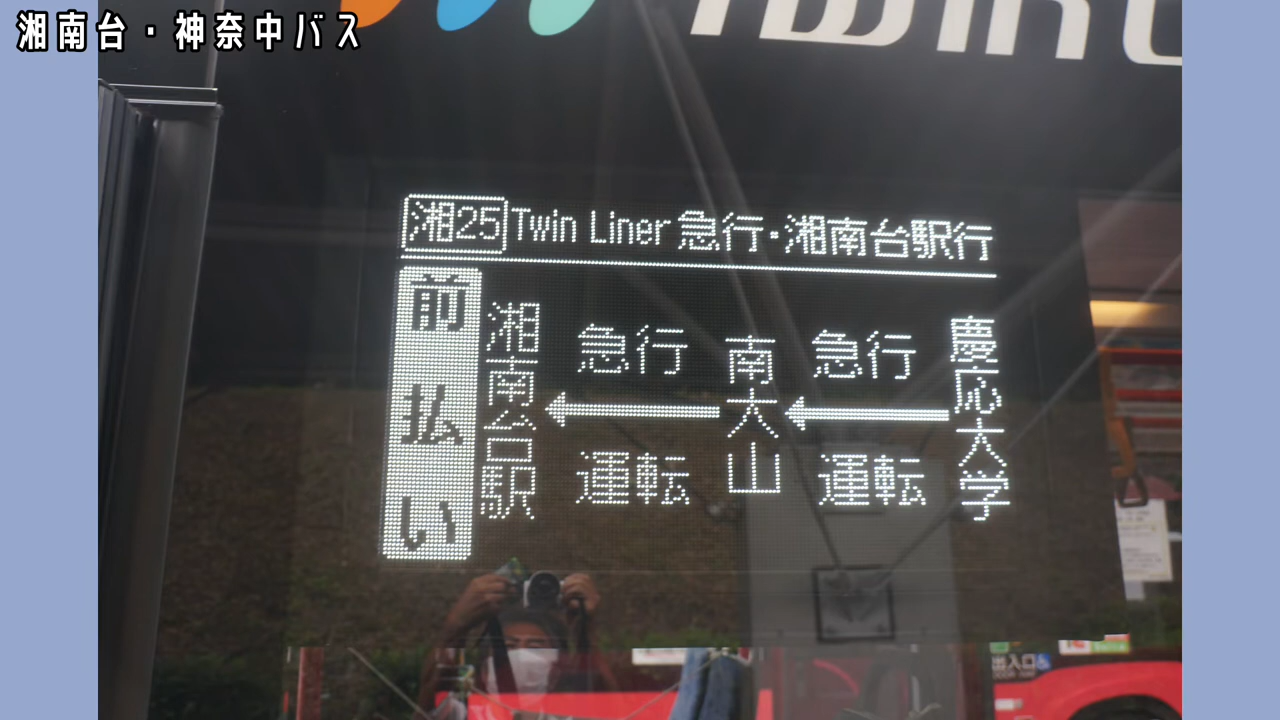 湘南台・神奈中バス
湘25 Twin Liner 急行・湘南台駅行
前払い
湘南台駅
急行
運転
南大山
急行
運転
慶応大学
出入口